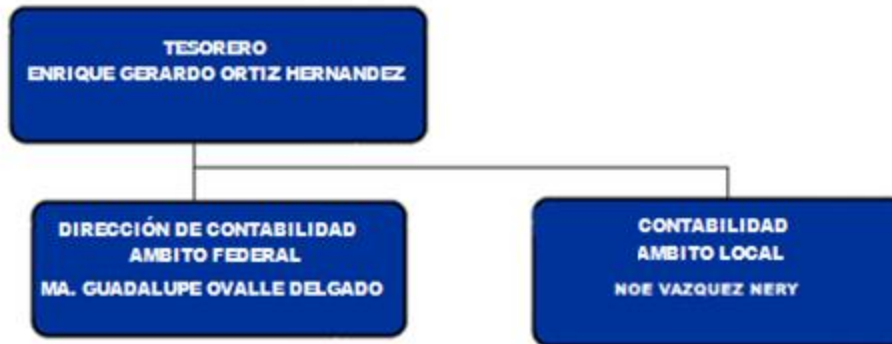 TESORERO
ENRIQUE GERARDO ORTIZ HERNANDEZ
DIRECCIÓN DE CONTABILIDAD
AMBITO FEDERAL
MA. GUADALUPE OVALLE DELGADO
CONTABILIDAD
AMBITO LOCAL
NOE VAZQUEZ NERY